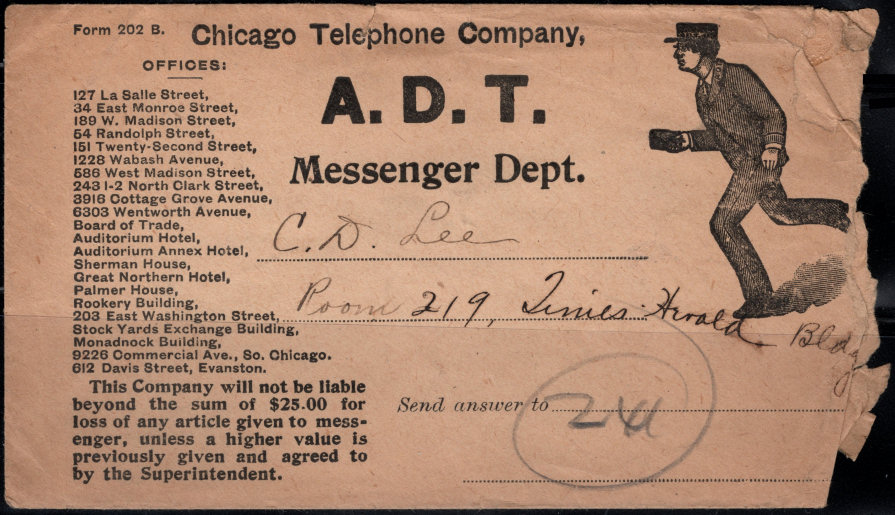 Form 202 B.
Chicago Telephone Company,
A. D. T.
Messenger Dept.
OFFICES:
127 La Salle Street,
34 East Monroe Street,
189 W. Madison Street,
54 Randolph Street,
151 Twenty-Second Street,
1228 Wabash Avenue,
586 West Madison Street,
243 1-2 North Clark Street,
3916 Cottage Grove Avenue,
6303 Wentworth Avenue,
Board of Trade,
Auditorium Hotel,
Auditorium Annex Hotel,
Sherman House,
Great Northern Hotel,
Palmer House,
Rookery Building,
203 East Washington Street,
Stock Yards Exchange Building,
Monadnock Building,
9226 Commercial Ave., So. Chicago.
612 Davis Street, Evanston.
This Company will not be liable
beyond the sum of $25.00 for
loss of any article given to mess-
enger, unless a higher value is
previously given and agreed to
by the Superintendent.
C. D. Lee
Room 219, Times-Herald Bldg
Send answer to